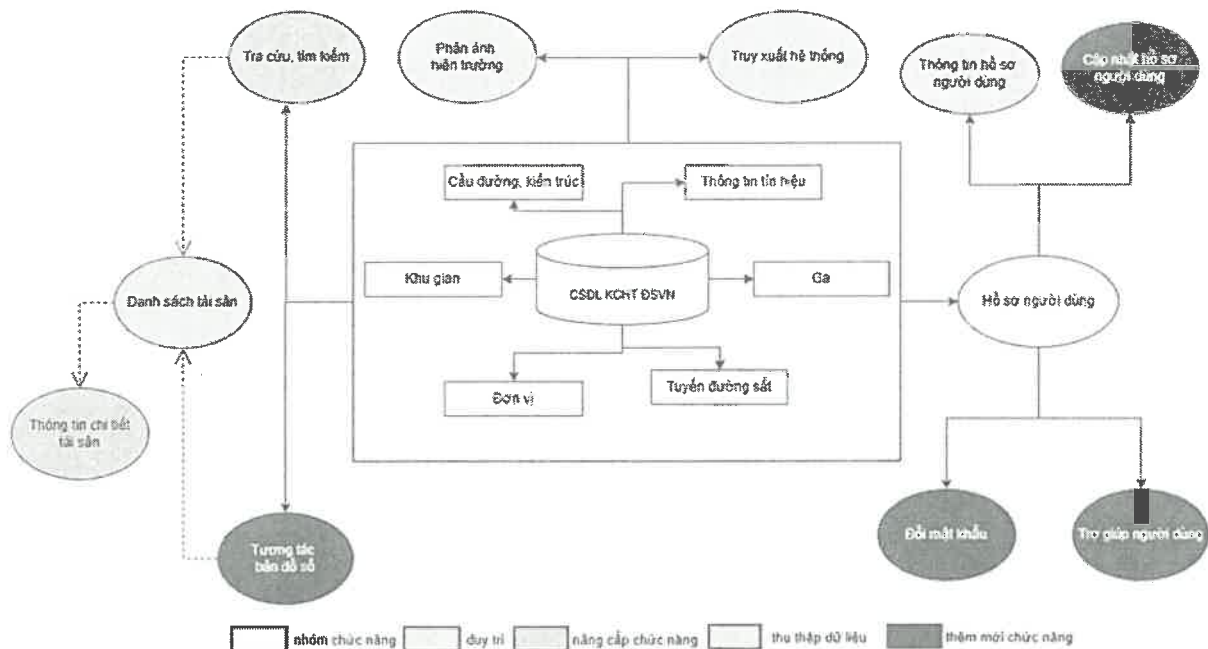 Tra cứu, tìm kiếm
Phản ánh
hiện trường
Truy xuất hệ thống
Thông tin hồ sơ
người dùng
Cập nhật hồ sơ
người dùng
Cầu đường, kiến trúc
Thông tin tín hiệu
Khu gian
CSDL KCHT ĐSVN
Ga
Danh sách tài sản
Hồ sơ người dùng
Đơn vị
Tuyến đường sắt
Thông tin chi tiết
tài sản
Tương tác
bản đồ số
Đổi mật khẩu
Trợ giúp người dùng
nhóm chức năng
duy trì
nâng cấp chức năng
thu thập dữ liệu
thêm mới chức năng